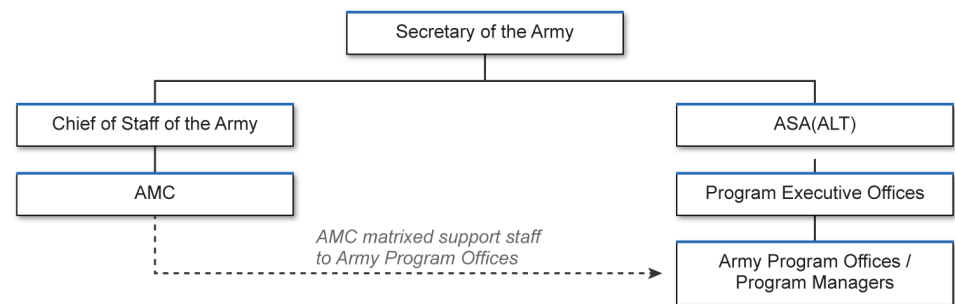 Secretary of the Army
Chief of Staff of the Army
ASA(ALT)
AMC
Program Executive Offices
AMC matrixed support staff
to Army Program Offices
Army Program Offices /
Program Managers